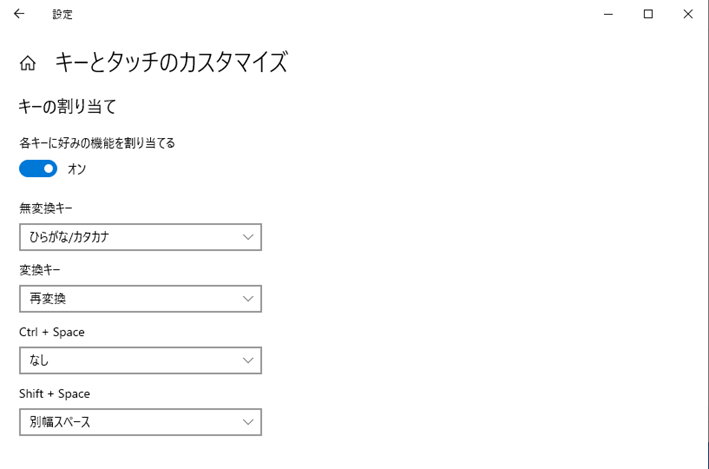 設定
キーとタッチのカスタマイズ
キーの割り当て
各キーに好みの機能を割り当てる
オン
無変換キー
ひらがな/カタカナ
変換キー
再変換
Ctrl + Space
なし
Shift + Space
別幅スペース